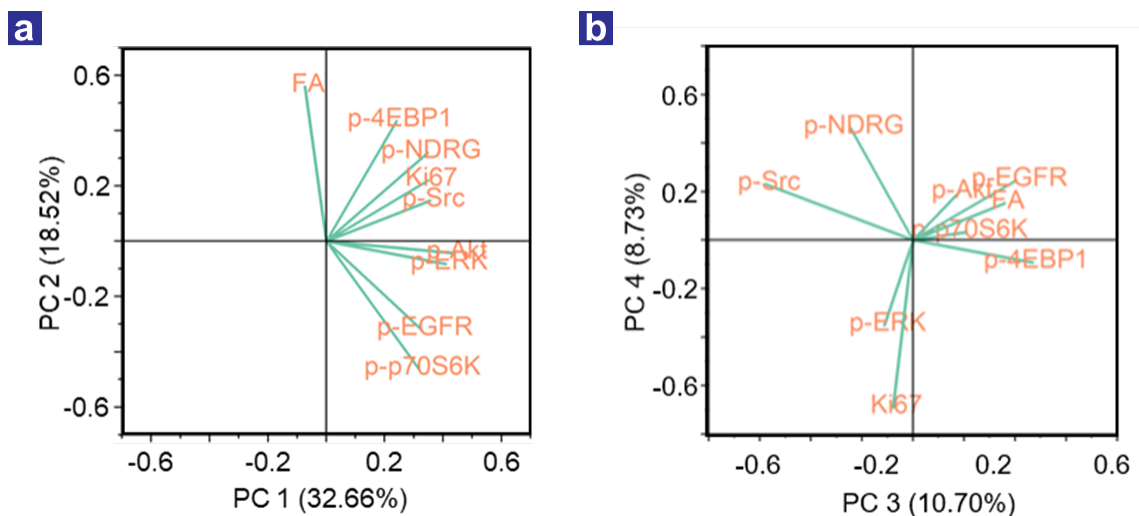 a
FA
p-4EBP1
p-NDRG
Ki67
p-Src
p-Akt
p-ERK
p-EGFR
p-p70S6K
0.6
0.2
-0.2
-0.6
PC 2 (18.52%)
-0.6 -0.2 0.2 0.6
PC 1 (32.66%)
b
p-NDRG
p-Src
p-EGFR
p-Akt
FA
p-p70S6K
p-4EBP1
p-ERK
Ki67
0.6
0.2
-0.2
-0.6
PC 4 (8.73%)
-0.6 -0.2 0.2 0.6
PC 3 (10.70%)